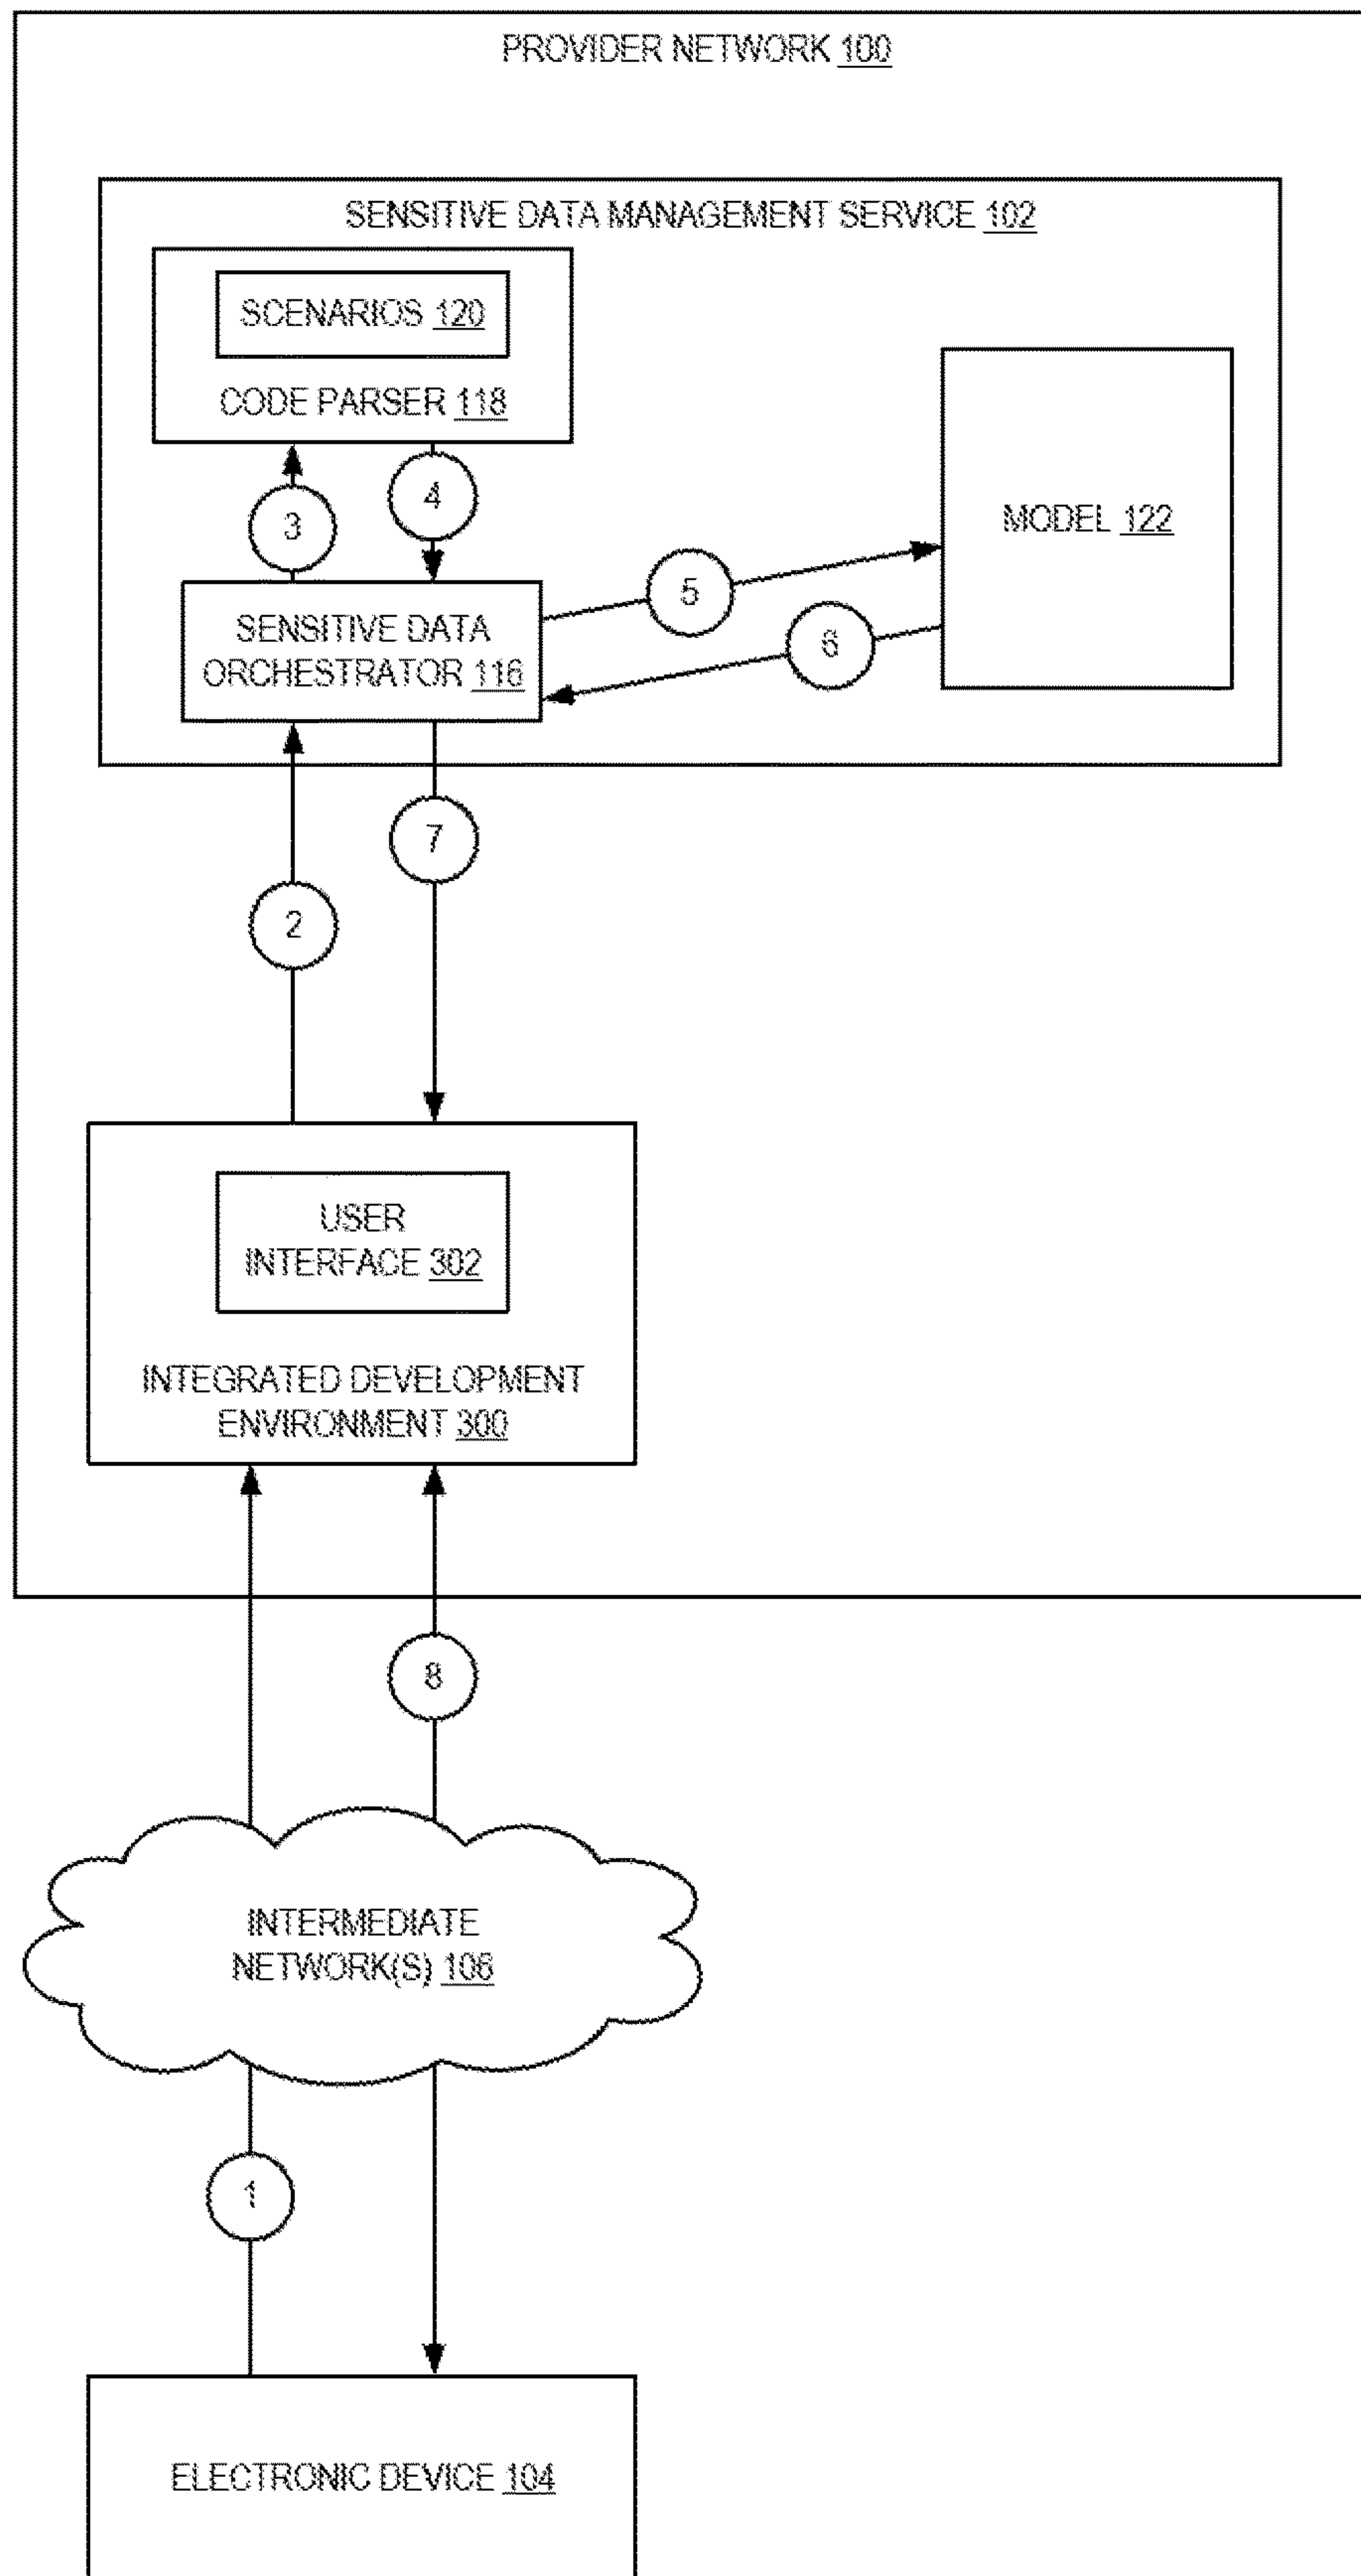 PROVIDER NETWORK 100
SENSITIVE DATA MANAGEMENT SERVICE 102
SCENARIOS 120
CODE PARSER 118
MODEL 122
3
4
5
6
SENSITIVE DATA
ORCHESTRATOR 116
7
2
USER
INTERFACE 302
INTEGRATED DEVELOPMENT
ENVIRONMENT 300
8
INTERMEDIATE
NETWORK(S) 106
1
ELECTRONIC DEVICE 104